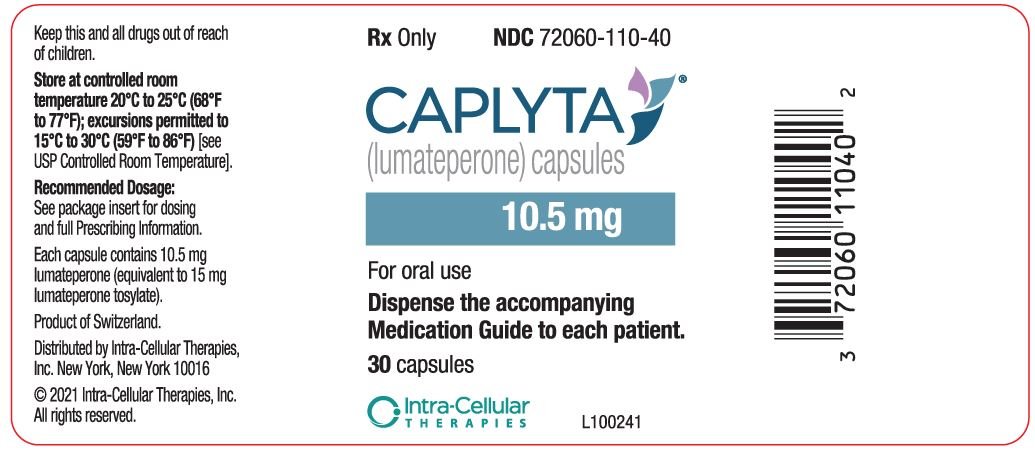 Keep this and all drugs out of reach
of children.
Store at controlled room
temperature 20°C to 25°C (68°F
to 77°F); excursions permitted to
15°C to 30°C (59°F to 86°F) [see
USP Controlled Room Temperature].
Recommended Dosage:
See package insert for dosing
and full Prescribing Information.
Each capsule contains 10.5 mg
lumateperone (equivalent to 15 mg
lumateperone tosylate).
Product of Switzerland.
Distributed by Intra-Cellular Therapies,
Inc. New York, New York 10016
© 2021 Intra-Cellular Therapies, Inc.
All rights reserved.
Rx Only NDC 72060-110-40
CAPLYTA®
(lumateperone) capsules
10.5 mg
For oral use
Dispense the accompanying
Medication Guide to each patient.
30 capsules
Intra-Cellular
THERAPIES
L100241
3 72060 11040 2